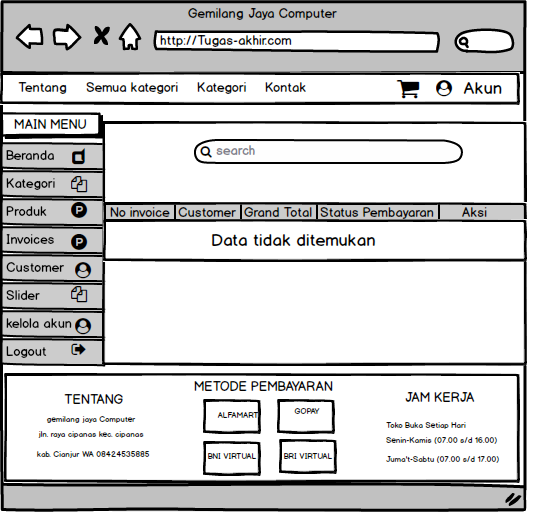 Gemilang Jaya Computer
http://Tugas-akhir.com
Tentang Semua kategori Kategori Kontak Akun
MAIN MENU
Beranda
Kategori
Produk
Invoices
Customer
Slider
kelola akun
Logout
search
No invoice Customer Grand Total Status Pembayaran Aksi
Data tidak ditemukan
TENTANG
gemilang jaya Computer
jln. raya cipanas kec. cipanas
kab. Cianjur WA 08424535885
METODE PEMBAYARAN
ALFAMART GOPAY
BNI VIRTUAL BRI VIRTUAL
JAM KERJA
Toko Buka Setiap Hari
Senin-Kamis (07.00 s/d 16.00)
Juma't-Sabtu (07.00 s/d 17.00)